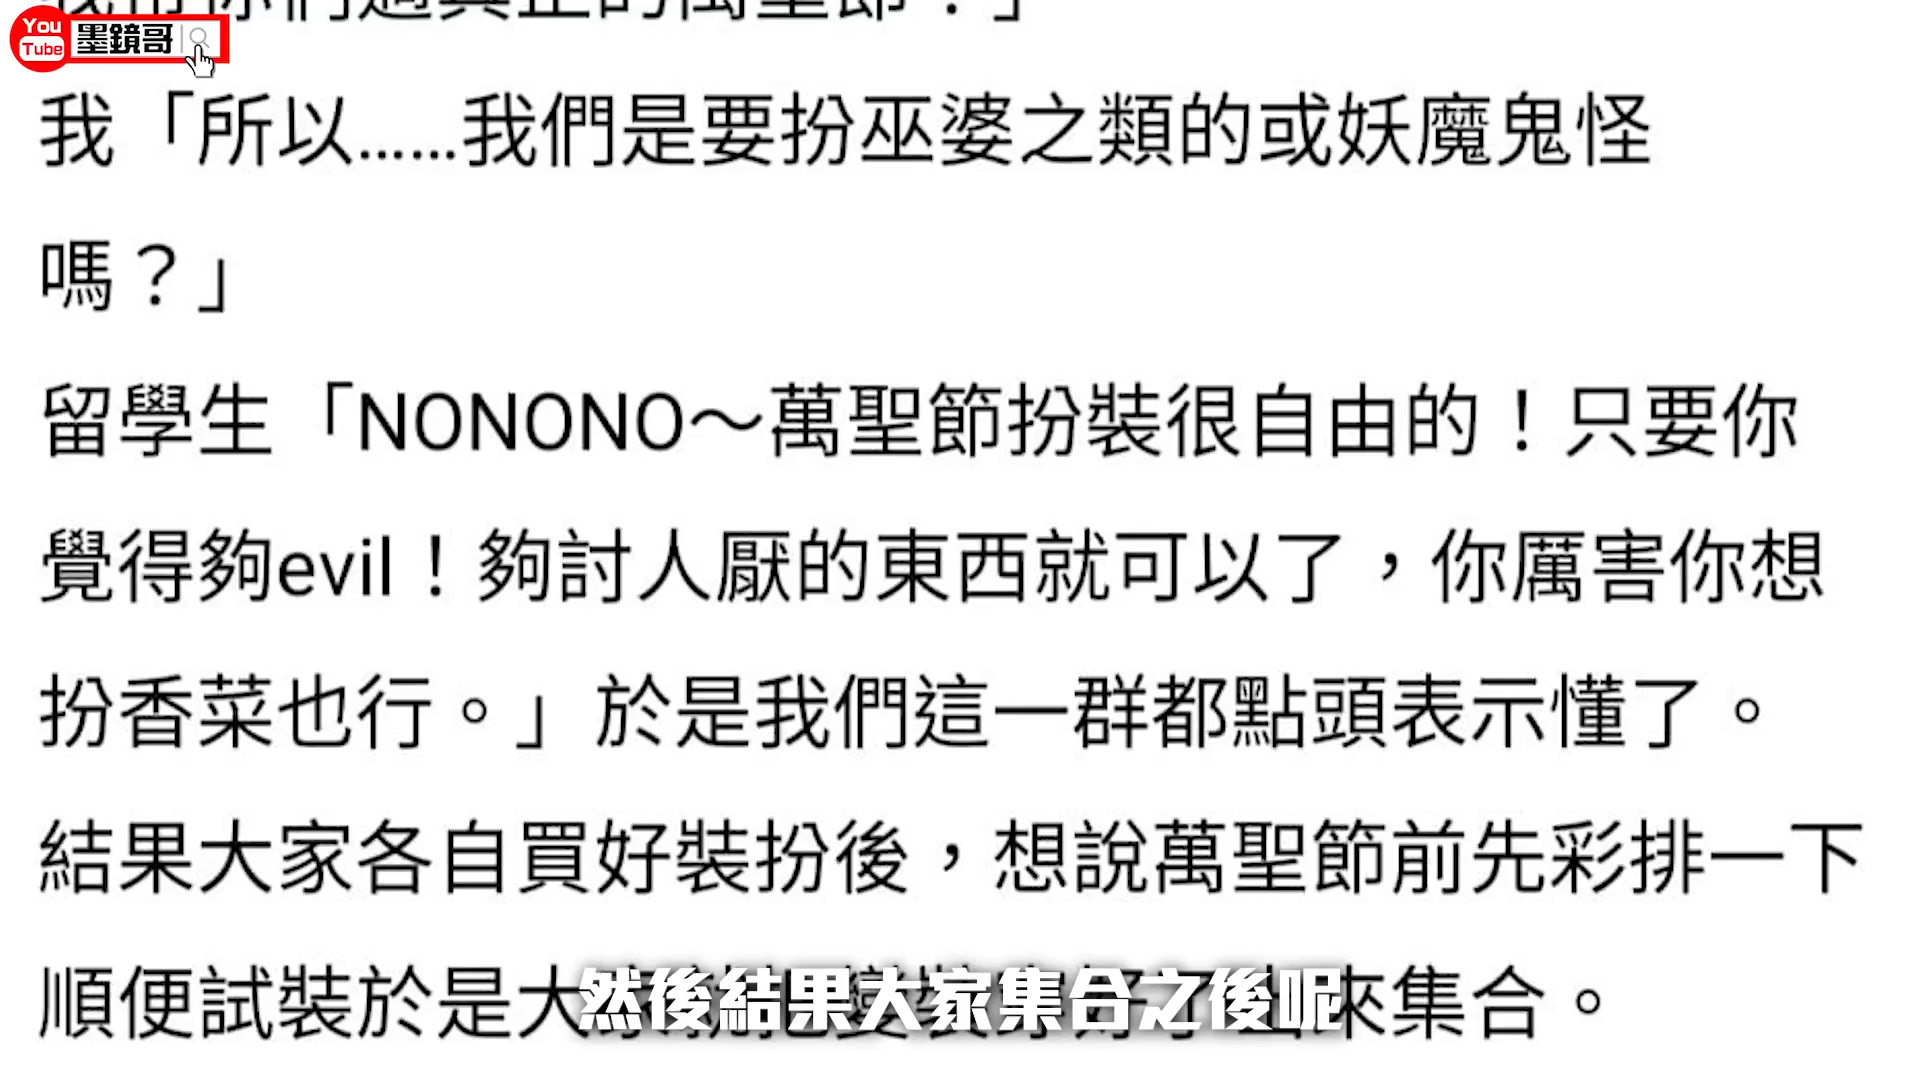 You
Tube
墨鏡哥
我「所以……我們是要扮巫婆之類的或妖魔鬼怪
嗎？」
留學生「NONONO～萬聖節扮裝很自由的！只要你
覺得夠evil！夠討人厭的東西就可以了，你厲害你想
扮香菜也行。」於是我們這一群都點頭表示懂了。
結果大家各自買好裝扮後，想說萬聖節前先彩排一下
順便試裝於是大 來集合。
然後結果大家集合之後呢